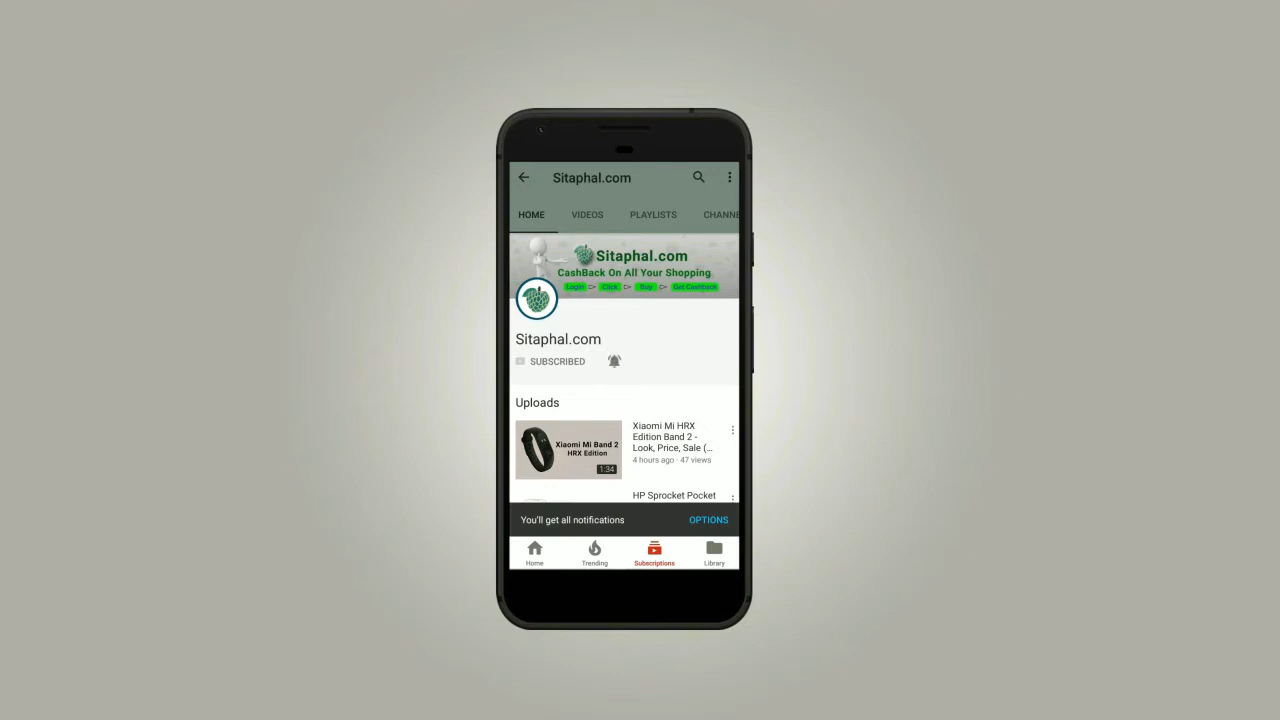 Sitaphal.com
HOME VIDEOS PLAYLISTS CHANNE
Sitaphal.com
CashBack On All Your Shopping
Login Click Buy Get Cashback
Sitaphal.com
SUBSCRIBED
Uploads
Xiaomi Mi Band 2
HRX Edition
1:34
Xiaomi Mi HRX
Edition Band 2 -
Look, Price, Sale (...
4 hours ago · 47 views
HP Sprocket Pocket
You'll get all notifications OPTIONS
Home Trending Subscriptions Library